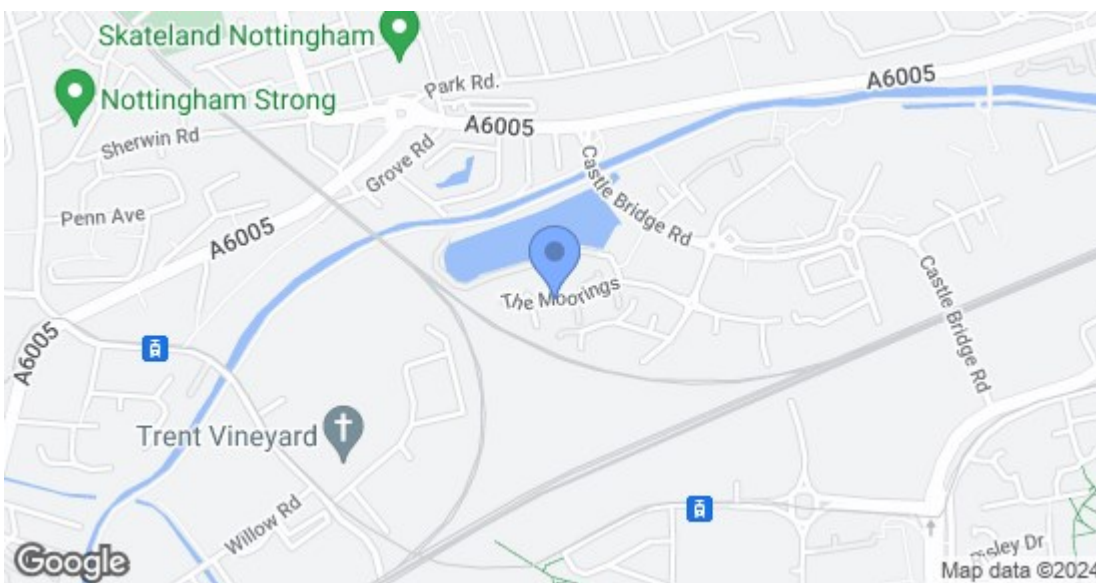 Skateland Nottingham
Nottingham Strong
Park Rd.
A6005
A6005
Sherwin Rd
Grove Rd
Castle Bridge Rd
Penn Ave
A6005
The Moorings
Castle Bridge Rd
A6005
Trent Vineyard
Willow Rd
Google
Map data ©2024